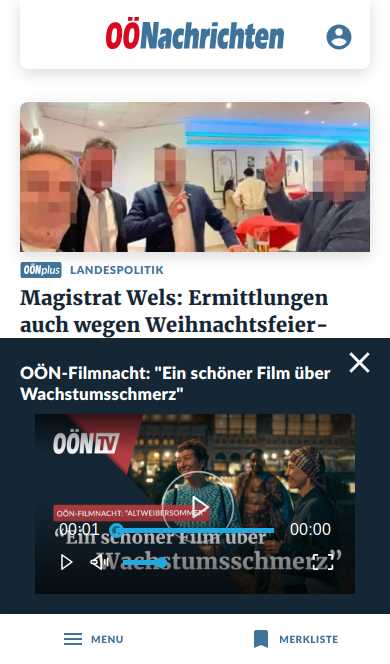 OÖNachrichten
OÖNplus LANDESPOLITIK
Magistrat Wels: Ermittlungen
auch wegen Weihnachtsfeier-
OÖN-Filmnacht: "Ein schöner Film über
Wachstumsschmerz"
OÖN TV
OÖN-FILMNACHT: "ALTWEIBERSOMMER"
00:01 00:00
"Ein schöner Film über
Wachstumsschmerz"
MENU MERKLISTE